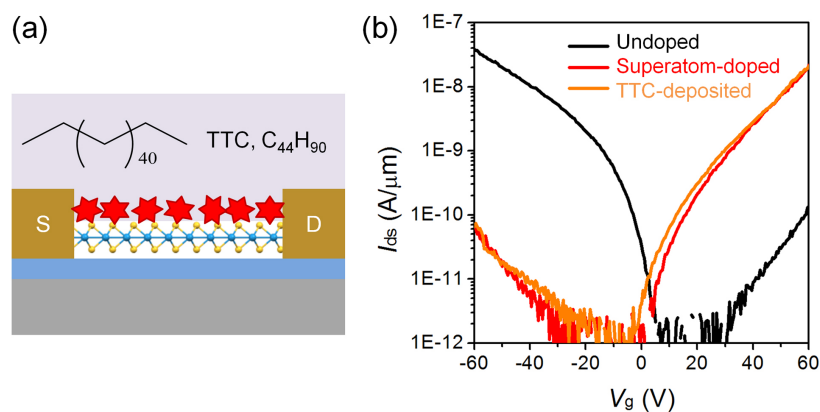 (a)
40
TTC, C₄₄H₉₀
S
D
(b)
Undoped
Superatom-doped
TTC-deposited
1E-7
1E-8
1E-9
1E-10
1E-11
1E-12
Ids (A/μm)
-60 -40 -20 0 20 40 60
Vg (V)